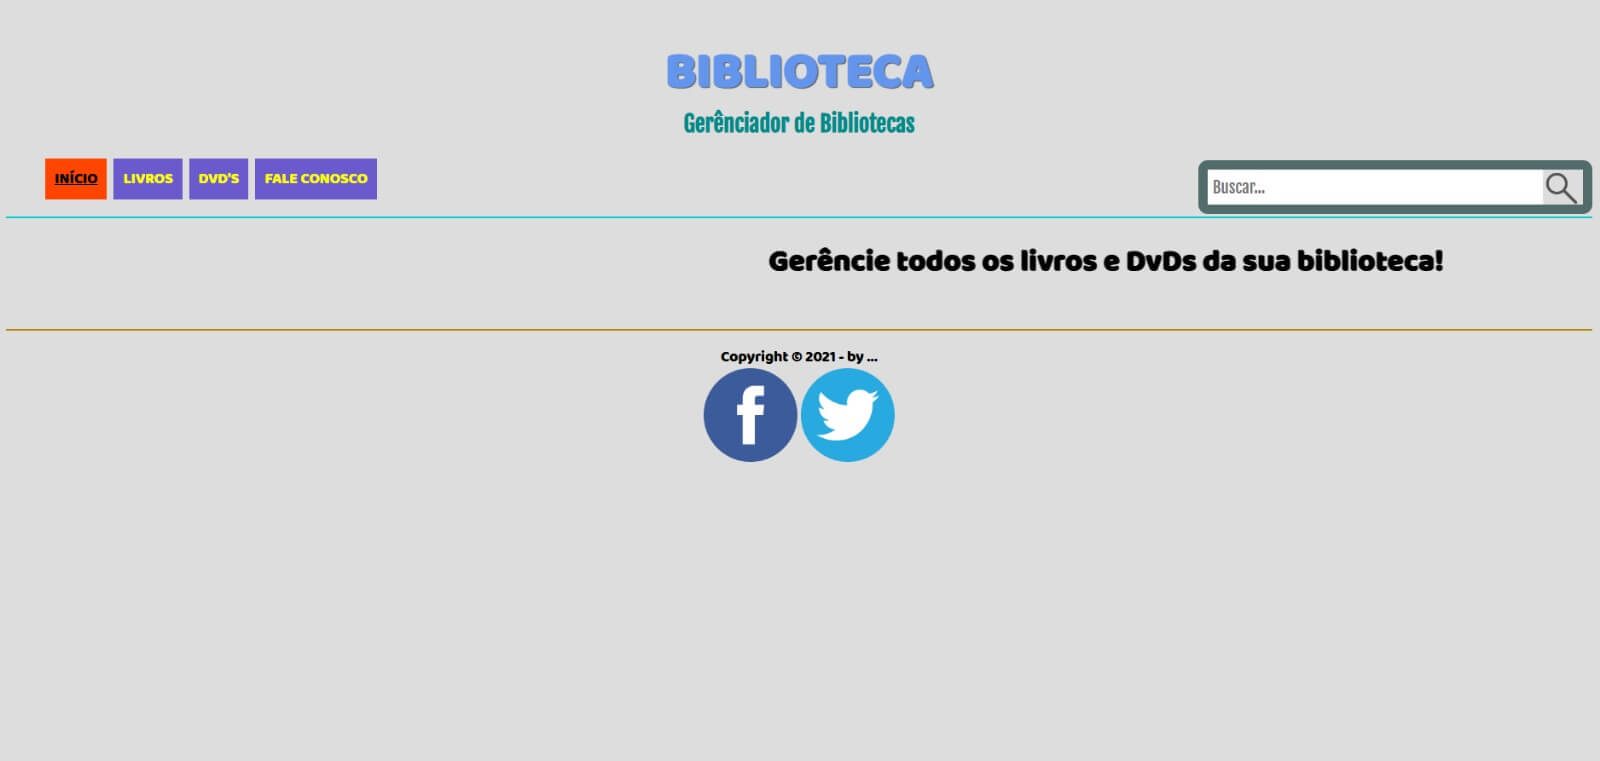 BIBLIOTECA
Gerênciador de Bibliotecas
INÍCIO LIVROS DVD'S FALE CONOSCO
Buscar...
Gerêncie todos os livros e DvDs da sua biblioteca!
Copyright © 2021 - by ...
f